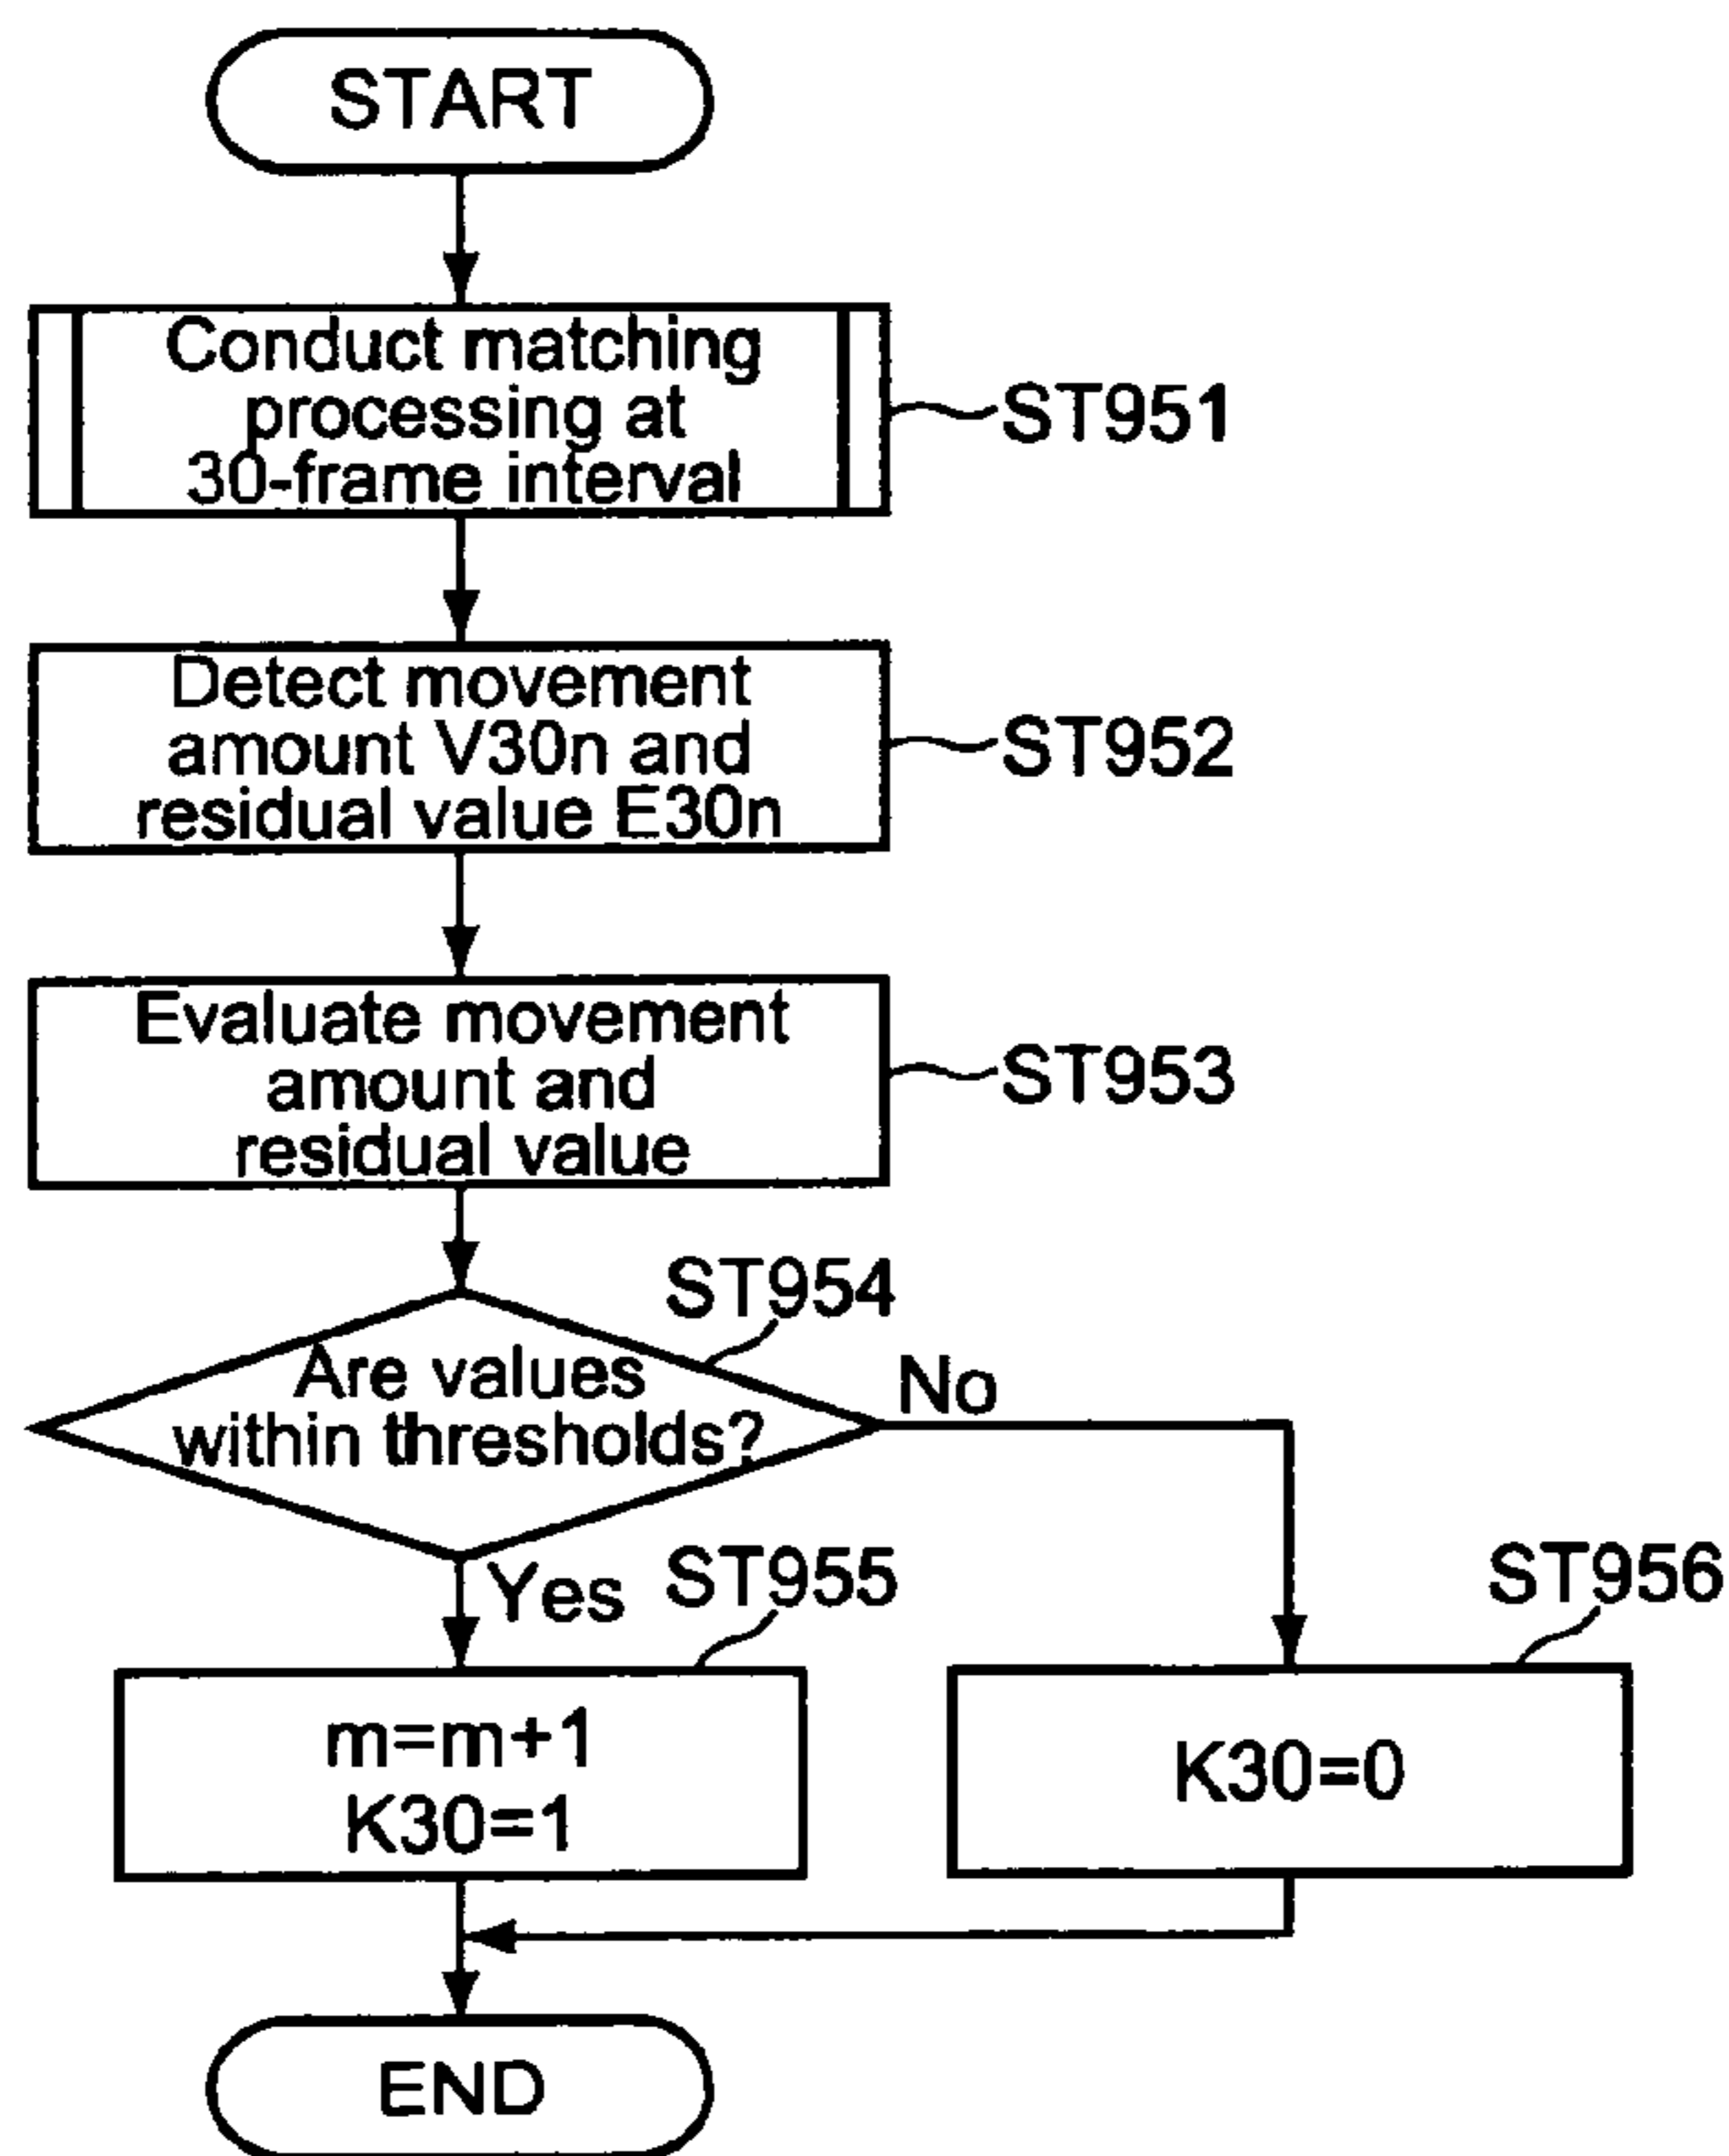 START
Conduct matching
processing at
30-frame interval
ST951
Detect movement
amount V30n and
residual value E30n
ST952
Evaluate movement
amount and
residual value
ST953
ST954
Are values
within thresholds?
No
Yes
ST955
ST956
m=m+1
K30=1
K30=0
END